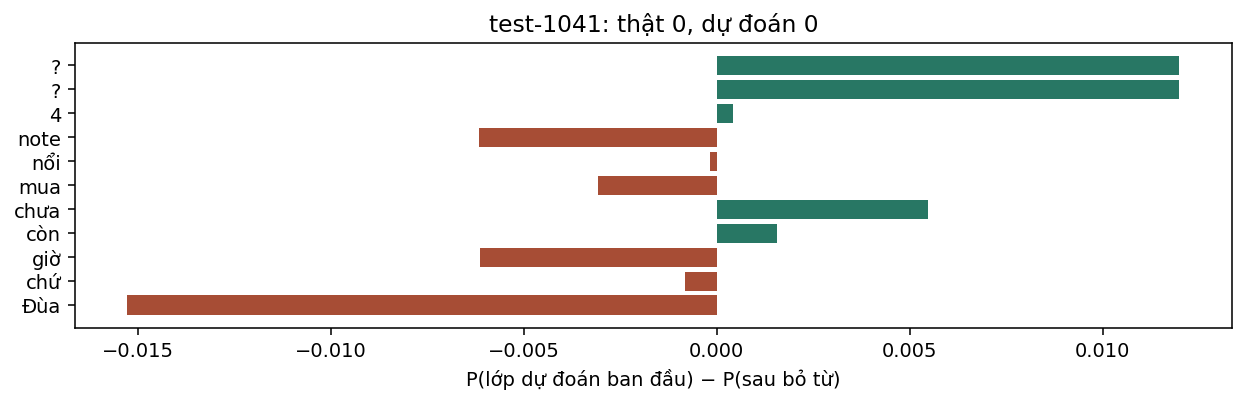 test-1041: thật 0, dự đoán 0
?
?
4
note
nổi
mua
chưa
còn
giờ
chứ
Đùa
−0.015 −0.010 −0.005 0.000 0.005 0.010
P(lớp dự đoán ban đầu) − P(sau bỏ từ)